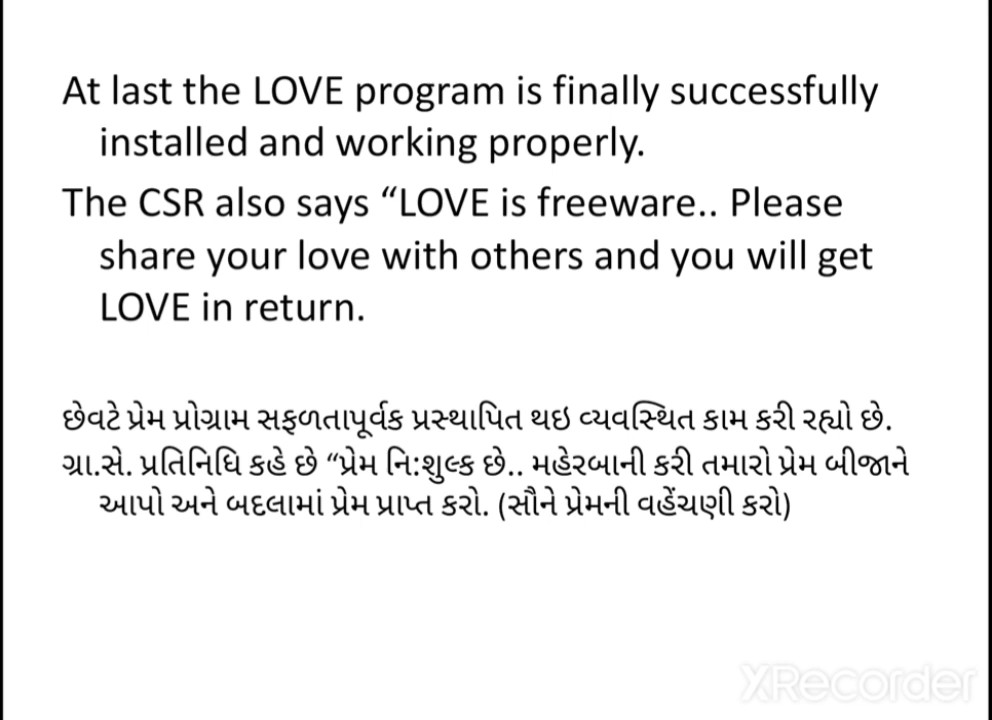 At last the LOVE program is finally successfully
installed and working properly.
The CSR also says “LOVE is freeware.. Please
share your love with others and you will get
LOVE in return.
છેવટે પ્રેમ પ્રોગ્રામ સફળતાપૂર્વક પ્રસ્થાપિત થઇ વ્યવસ્થિત કામ કરી રહ્યો છે.
ગ્રા.સે. પ્રતિનિધિ કહે છે “પ્રેમ નિ:શુલ્ક છે.. મહેરબાની કરી તમારો પ્રેમ બીજાને
આપો અને બદલામાં પ્રેમ પ્રાપ્ત કરો. (સૌને પ્રેમની વહેંચણી કરો)
XRecorder